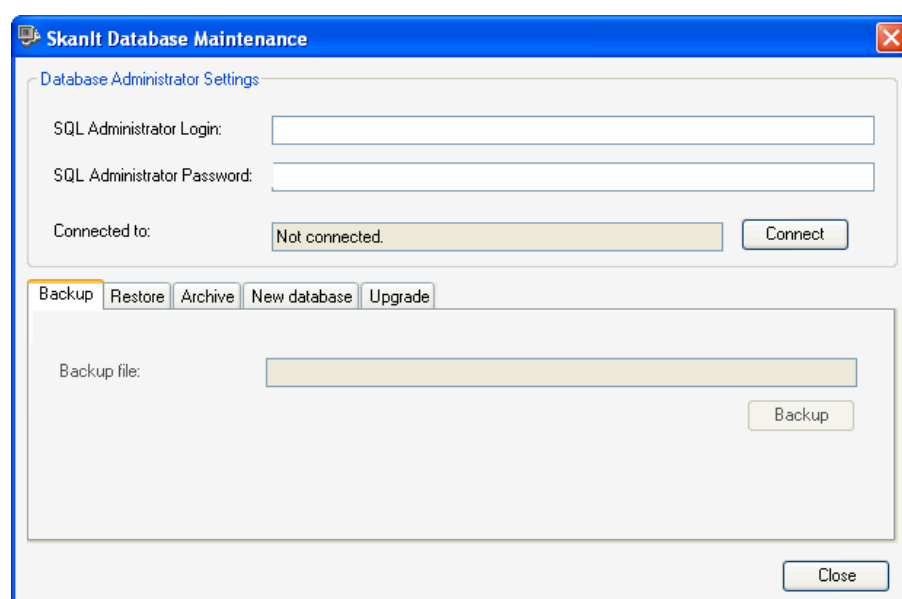 SkanIt Database Maintenance
Database Administrator Settings
SQL Administrator Login:
SQL Administrator Password:
Connected to: Not connected. Connect
Backup Restore Archive New database Upgrade
Backup file:
Backup
Close